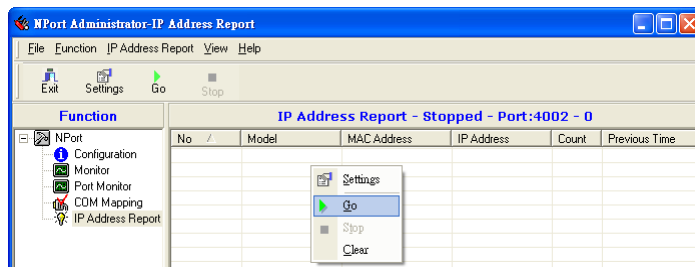 NPort Administrator-IP Address Report
File Function IP Address Report View Help
Exit Settings Go Stop
Function
IP Address Report - Stopped - Port:4002 - 0
No Model MAC Address IP Address Count Previous Time
NPort
Configuration
Monitor
Port Monitor
COM Mapping
IP Address Report
Settings
Go
Stop
Clear